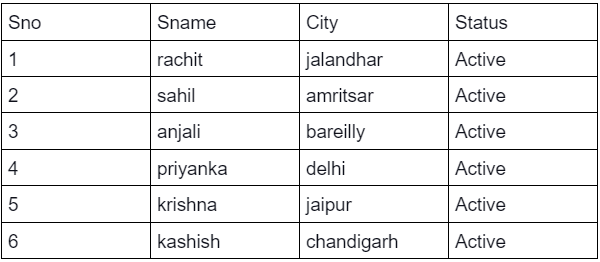 Sno Sname City Status
1 rachit jalandhar Active
2 sahil amritsar Active
3 anjali bareilly Active
4 priyanka delhi Active
5 krishna jaipur Active
6 kashish chandigarh Active